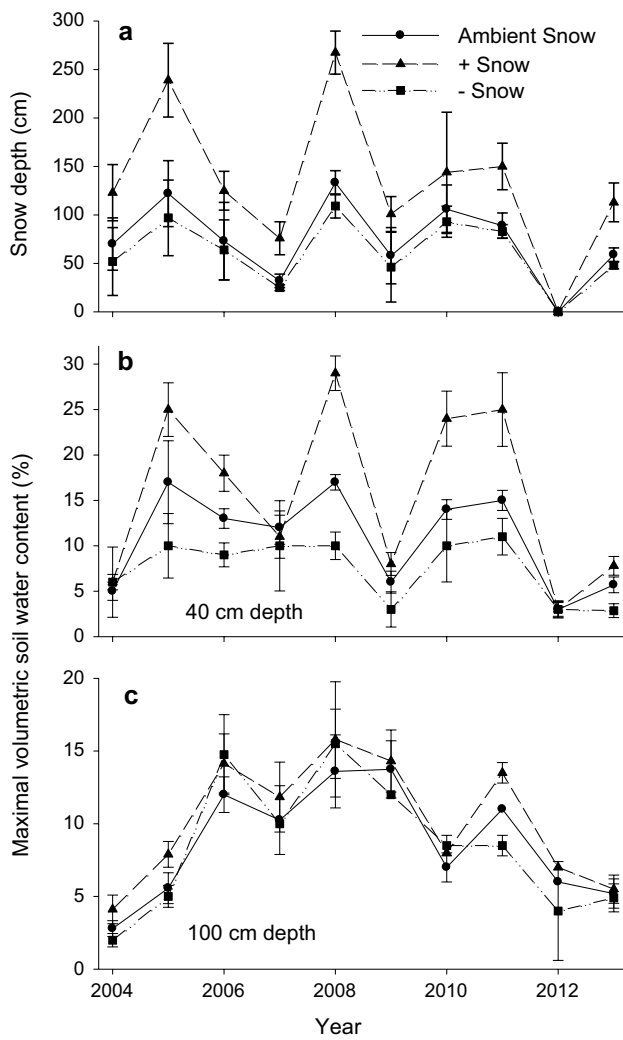 a
Ambient Snow
+ Snow
- Snow
Snow depth (cm)
300
250
200
150
100
50
0
b
40 cm depth
30
25
20
15
10
5
0
Maximal volumetric soil water content (%)
c
100 cm depth
20
15
10
5
0
2004
2006
2008
2010
2012
Year